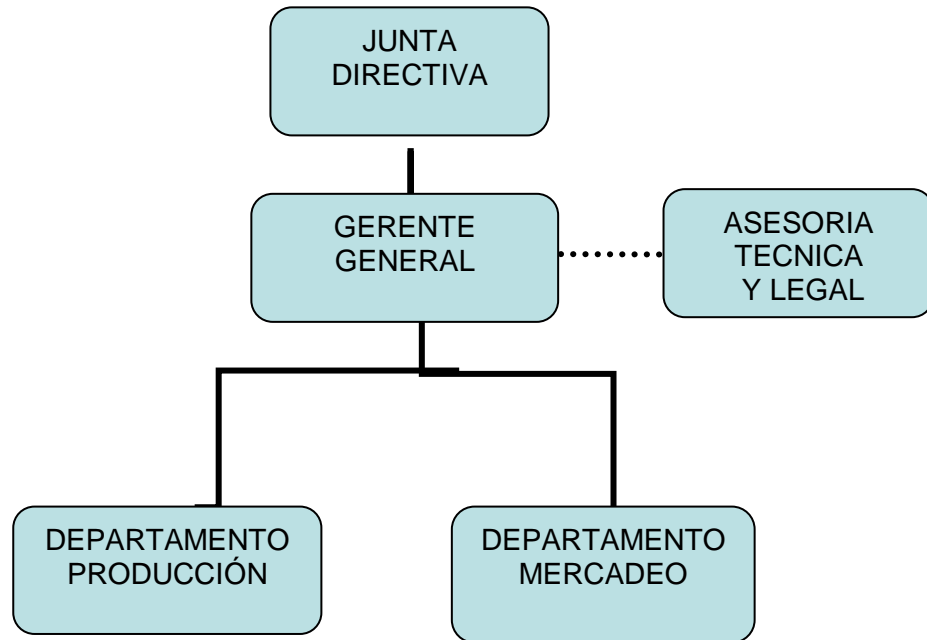 JUNTA
DIRECTIVA
GERENTE
GENERAL
ASESORIA
TECNICA
Y LEGAL
DEPARTAMENTO
PRODUCCIÓN
DEPARTAMENTO
MERCADEO